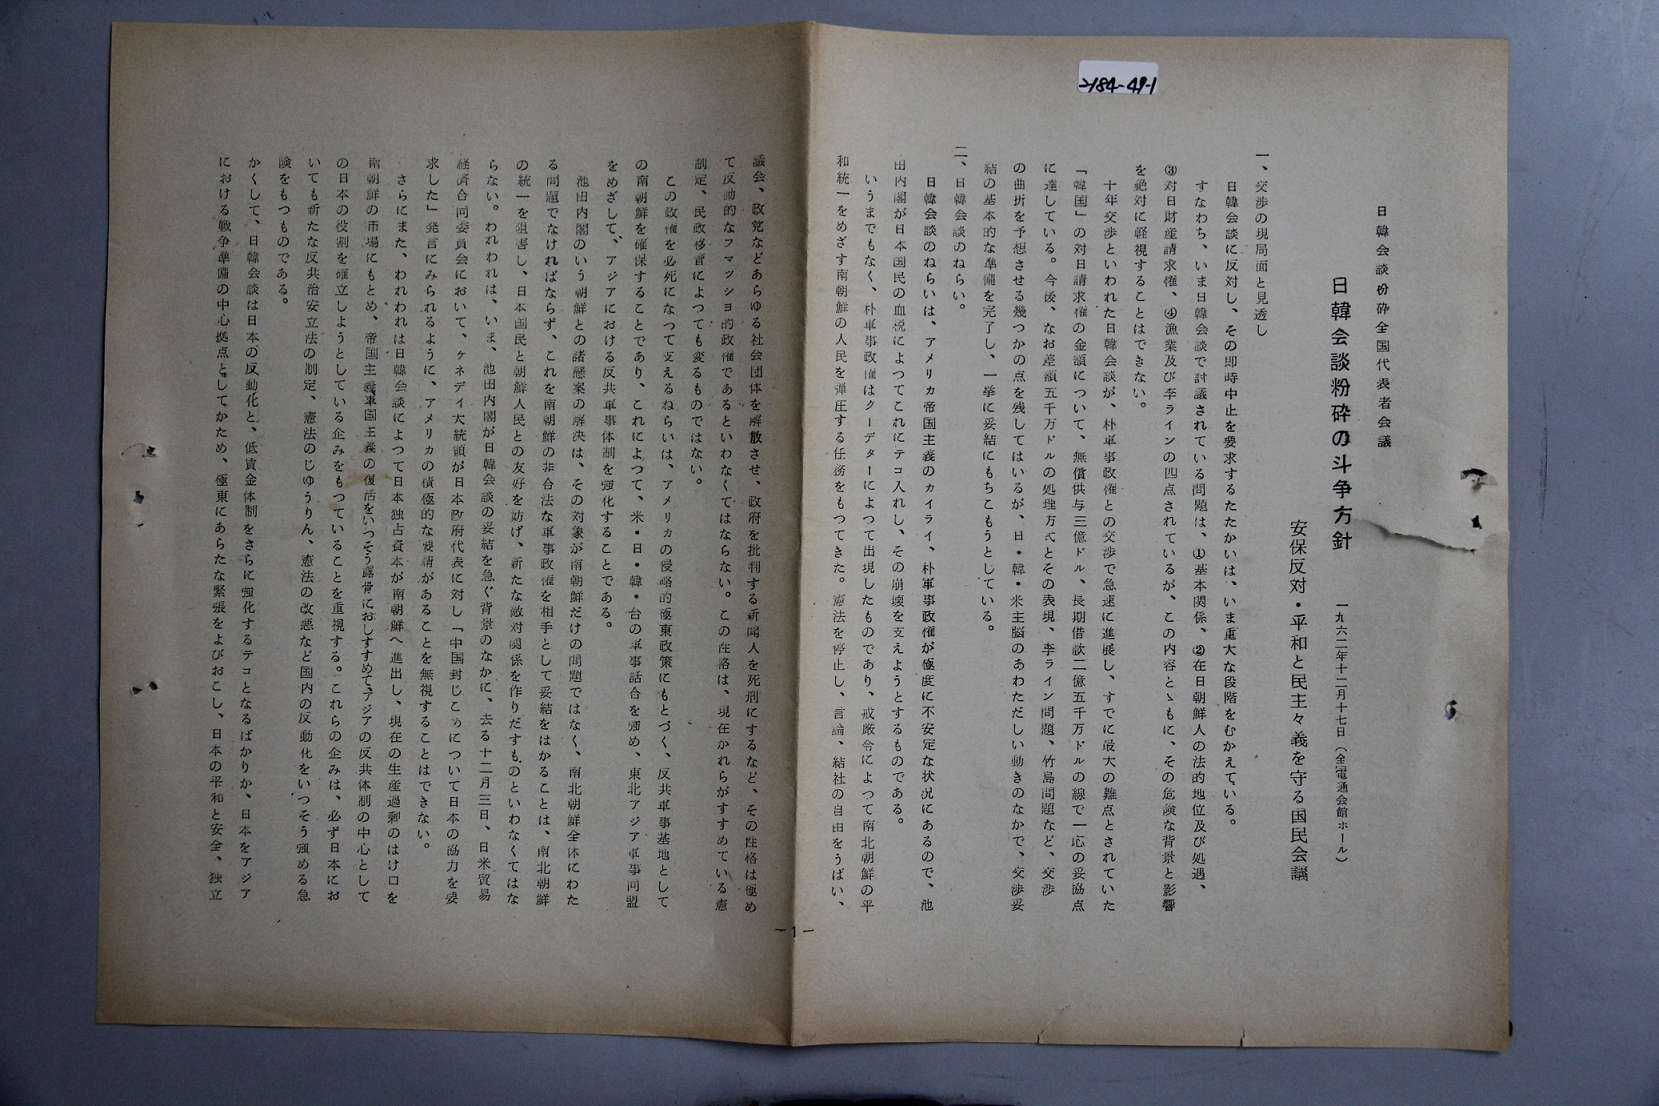 2184-49-1
日韓会談粉砕全国代表者会議
日韓会談粉砕の斗争方針
一九六二年十二月十七日（全電通会館ホール）
安保反対・平和と民主々義を守る国民会議
一、交渉の現局面と見透し
日韓会談に反対し、その即時中止を要求するたたかいは、いま重大な段階をむかえている。
すなわち、いま日韓会談で討議されている問題は、①基本関係、②在日朝鮮人の法的地位及び処遇、
③対日財産請求権、④漁業及び李ラインの四点されているが、この内容とゝもに、その危険な背景と影響
を絶対に軽視することはできない。
十年交渉といわれた日韓会談が、朴軍事政権との交渉で急速に進展し、すでに最大の難点とされていた
「韓国」の対日請求権の金額について、無償供与三億ドル、長期借款二億五千万ドルの線で一応の妥協点
に達している。今後、なお差額五千万ドルの処理方式とその表現、李ライン問題、竹島問題など、交渉
の曲折を予想させる幾つかの点を残してはいるが、日・韓・米主脳のあわただしい動きのなかで、交渉妥
結の基本的な準備を完了し、一挙に妥結にもちこもうとしている。
二、日韓会談のねらい。
日韓会談のねらいは、アメリカ帝国主義のカイライ、朴軍事政権が極度に不安定な状況にあるので、池
田内閣が日本国民の血税によつてこれにテコ入れし、その崩壊を支えようとするものである。
いうまでもなく、朴軍事政権はクーデターによつて出現したものであり、戒厳令によつて南北朝鮮の平
和統一をめざす南朝鮮の人民を弾圧する任務をもつてきた。憲法を停止し、言論、結社の自由をうばい、
議会、政党などあらゆる社会団体を解散させ、政府を批判する新聞人を死刑にするなど、その性格は極め
て反動的なフアツシヨ的政権であるといわなくてはならない。この性格は、現在かれらがすすめている憲
制定、民政移管によつても変るものではない。
この政権を必死になつて支えるねらいは、アメリカの侵略的極東政策にもとづく、反共軍事基地として
の南朝鮮を確保することであり、これによつて、米・日・韓・台の軍事話合を強め、東北アジア軍事同盟
をめざして、アジアにおける反共軍事体制を強化することである。
池田内閣のいう朝鮮との諸懸案の解決は、その対象が南朝鮮だけの問題ではなく、南北朝鮮全体にわた
る問題でなければならず、これを南朝鮮の非合法な軍事政権を相手として妥結をはかることは、南北朝鮮
の統一を阻害し、日本国民と朝鮮人民との友好を妨げ、新たな敵対関係を作りだすものといわなくてはな
らない。われわれは、いま、池田内閣が日韓会談の妥結を急ぐ背景のなかに、去る十二月三日、日米貿易
経済合同委員会において、ケネデイ大統領が日本政府代表に対し「中国封じこめについて日本の協力を要
求した」発言にみられるように、アメリカの積極的な要請があることを無視することはできない。
さらにまた、われわれは日韓会談によつて日本独占資本が南朝鮮へ進出し、現在の生産過剰のはけ口を
南朝鮮の市場にもとめ、帝国主義軍国主義の復活をいつそう露骨におしすすめて、アジアの反共体制の中心として
の日本の役割を確立しようとしている企みをもつていることを重視する。これらの企みは、必ず日本にお
いても新たな反共治安立法の制定、憲法のじゆうりん、憲法の改悪など国内の反動化をいつそう強める危
険をもつものである。
かくして、日韓会談は日本の反動化と、低賃金体制をさらに強化するテコとなるばかりか、日本をアジア
における戦争準備の中心拠点としてかため、極東にあらたな緊張をよびおこし、日本の平和と安全、独立
—1—